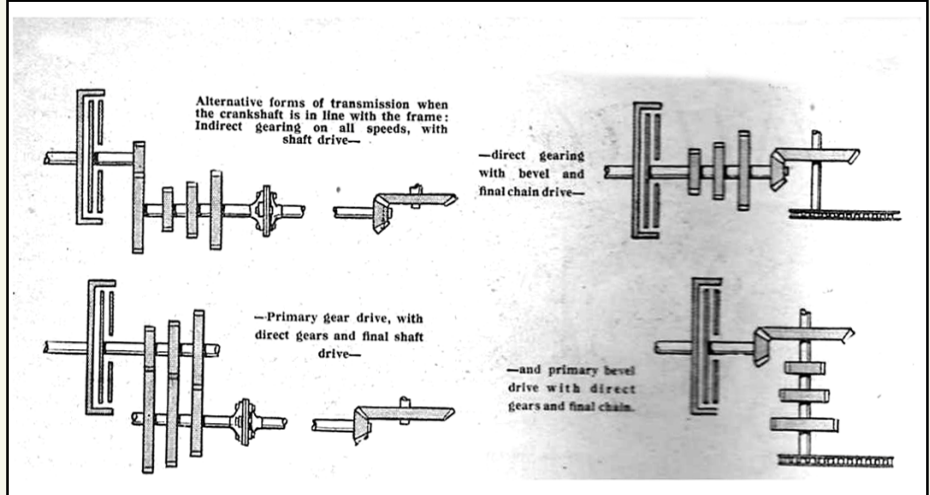 Alternative forms of transmission when
the crankshaft is in line with the frame:
Indirect gearing on all speeds, with
shaft drive—
—direct gearing
with bevel and
final chain drive—
—Primary gear drive, with
direct gears and final shaft
drive—
—and primary bevel
drive with direct
gears and final chain.